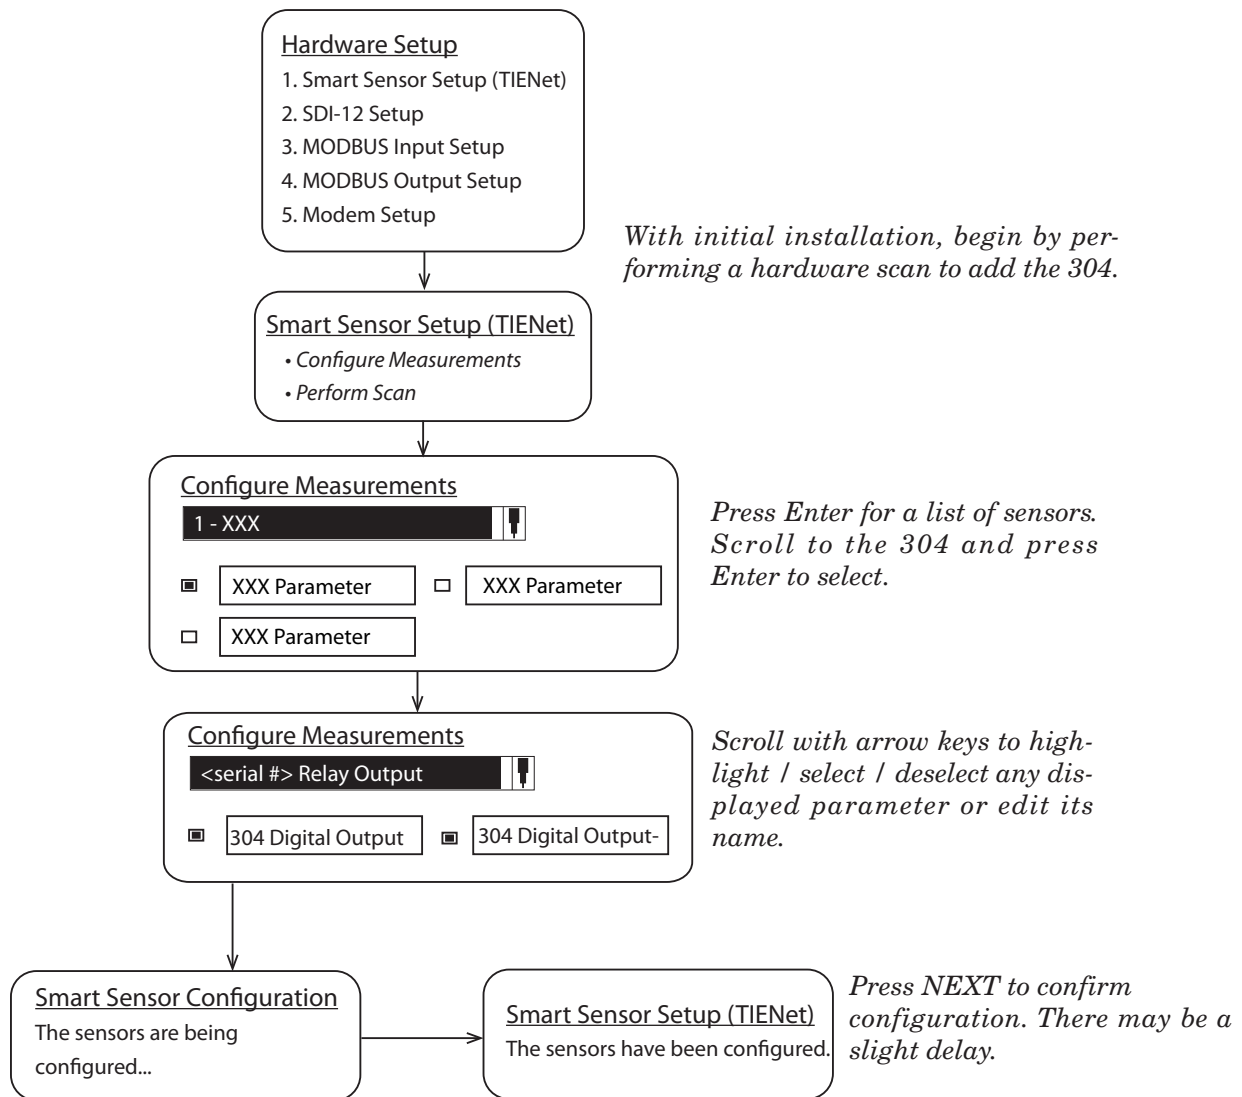 Hardware Setup
1. Smart Sensor Setup (TIENet)
2. SDI-12 Setup
3. MODBUS Input Setup
4. MODBUS Output Setup
5. Modem Setup
With initial installation, begin by per-
forming a hardware scan to add the 304.
Smart Sensor Setup (TIENet)
• Configure Measurements
• Perform Scan
Configure Measurements
1 - XXX
XXX Parameter
XXX Parameter
XXX Parameter
Press Enter for a list of sensors.
Scroll to the 304 and press
Enter to select.
Configure Measurements
<serial #> Relay Output
304 Digital Output
304 Digital Output-
Scroll with arrow keys to high-
light / select / deselect any dis-
played parameter or edit its
name.
Smart Sensor Configuration
The sensors are being
configured...
Smart Sensor Setup (TIENet)
The sensors have been configured.
Press NEXT to confirm
configuration. There may be a
slight delay.